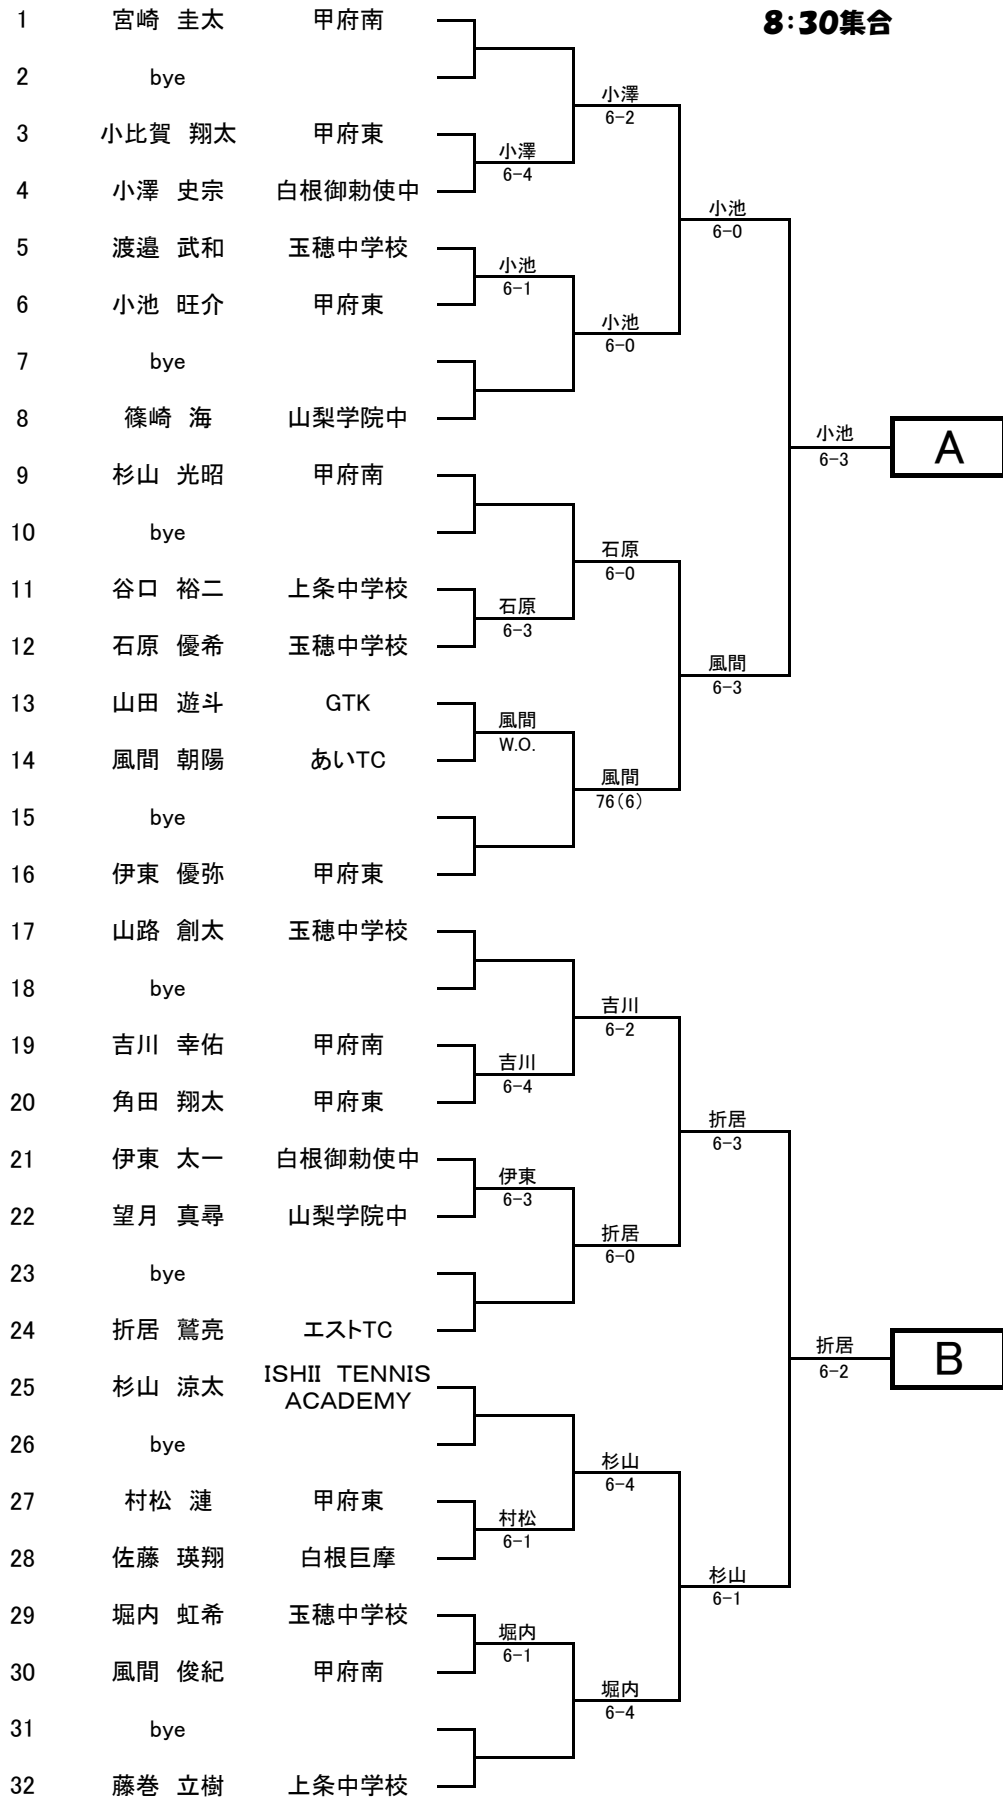 8:30集合
1 宮崎 圭太 甲府南
2 bye
小澤
6-2
3 小比賀 翔太 甲府東
小澤
6-4
4 小澤 史宗 白根御勅使中
小池
6-0
5 渡邉 武和 玉穂中学校
小池
6-1
6 小池 旺介 甲府東
小池
6-0
7 bye
8 篠崎 海 山梨学院中
小池
6-3
A
9 杉山 光昭 甲府南
10 bye
石原
6-0
11 谷口 裕二 上条中学校
石原
6-3
12 石原 優希 玉穂中学校
風間
6-3
13 山田 遊斗 GTK
風間
W.O.
14 風間 朝陽 あいTC
風間
76(6)
15 bye
16 伊東 優弥 甲府東
17 山路 創太 玉穂中学校
18 bye
吉川
6-2
19 吉川 幸佑 甲府南
吉川
6-4
20 角田 翔太 甲府東
折居
6-3
21 伊東 太一 白根御勅使中
伊東
6-3
22 望月 真尋 山梨学院中
折居
6-0
23 bye
24 折居 鷲亮 エストTC
折居
6-2
B
25 杉山 涼太 ISHII TENNIS
ACADEMY
26 bye
杉山
6-4
27 村松 漣 甲府東
村松
6-1
28 佐藤 瑛翔 白根巨摩
杉山
6-1
29 堀内 虹希 玉穂中学校
堀内
6-1
30 風間 俊紀 甲府南
堀内
6-4
31 bye
32 藤巻 立樹 上条中学校